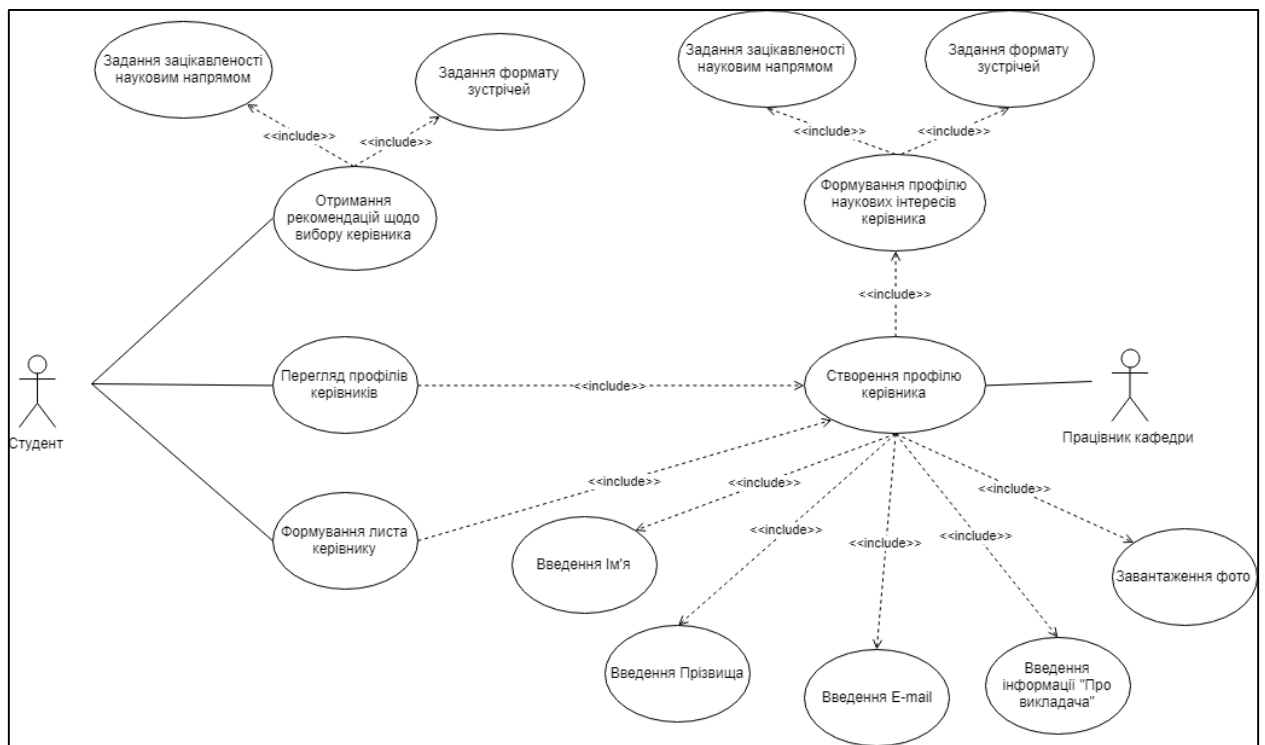 Задання зацікавленості
науковим напрямом
Задання формату
зустрічей
<<include>>
<<include>>
Отримання
рекомендацій щодо
вибору керівника
Задання зацікавленості
науковим напрямом
Задання формату
зустрічей
<<include>>
<<include>>
Формування профілю
наукових інтересів
керівника
<<include>>
Студент
Перегляд профілів
керівників
<<include>>
Створення профілю
керівника
Працівник кафедри
Формування листа
керівнику
<<include>>
<<include>>
<<include>>
<<include>>
<<include>>
<<include>>
Введення Ім'я
Введення Прізвища
Введення E-mail
Введення
інформації "Про
викладача"
Завантаження фото